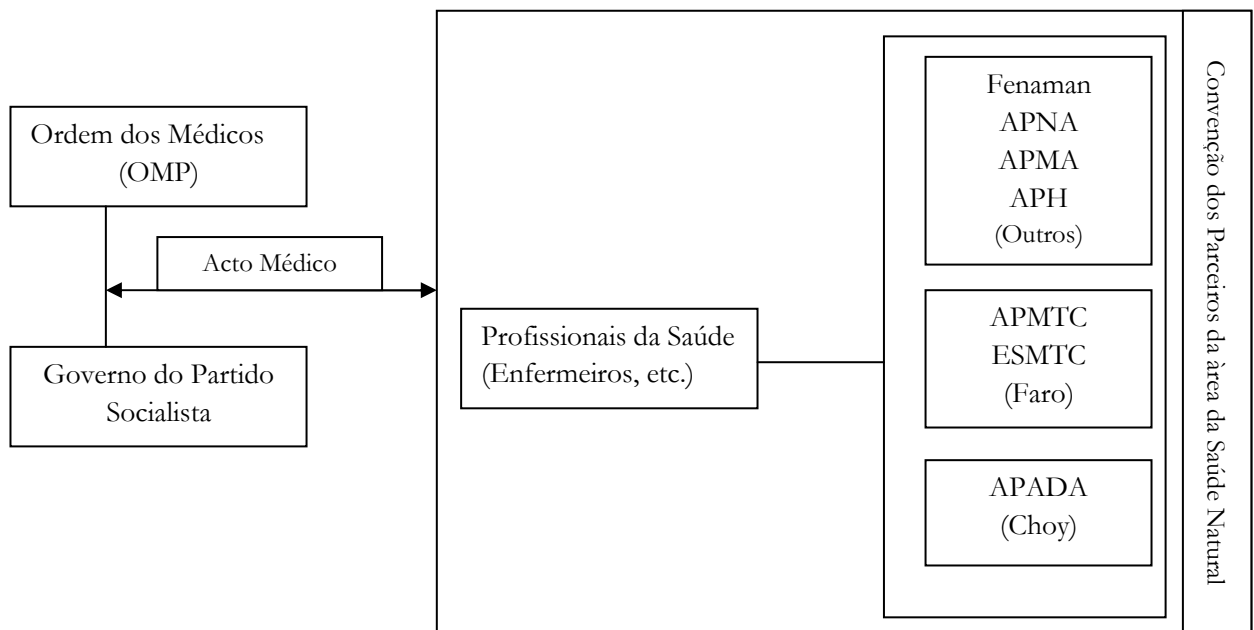 Ordem dos Médicos
(OMP)
Acto Médico
Governo do Partido
Socialista
Profissionais da Saúde
(Enfermeiros, etc.)
Fenaman
APNA
APMA
APH
(Outros)
APMTC
ESMTC
(Faro)
APADA
(Choy)
Convenção dos Parceiros da àrea da Saúde Natural